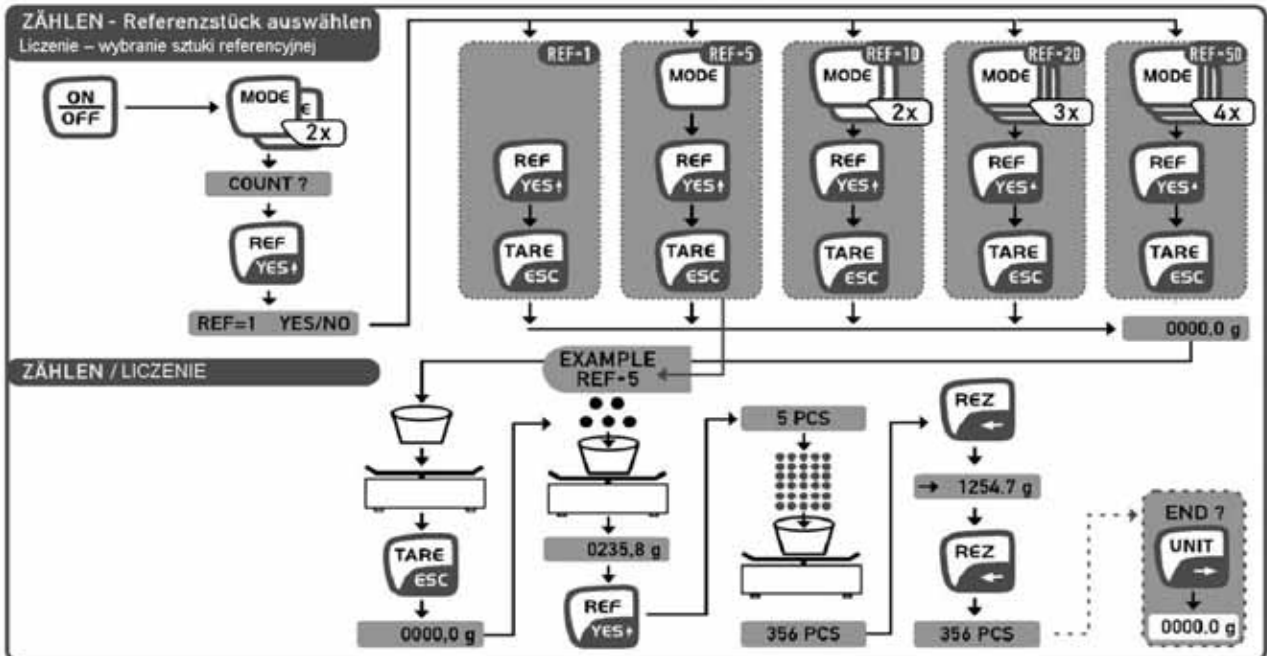 ZÄHLEN - Referenzstück auswählen
Liczenie – wybranie sztuki referencyjnej
ON
OFF
MODE
2x
COUNT ?
REF
YES
REF=1 YES/NO
REF-1
REF
YES
TARE
ESC
REF-5
MODE
REF
YES
TARE
ESC
REF-10
MODE
2x
REF
YES
TARE
ESC
REF-20
MODE
3x
REF
YES
TARE
ESC
REF-50
MODE
4x
REF
YES
TARE
ESC
0000.0 g
ZÄHLEN / LICZENIE
TARE
ESC
0000,0 g
EXAMPLE
REF-5
0235,8 g
REF
YES
5 PCS
356 PCS
REZ
→ 1254.7 g
REZ
356 PCS
END ?
UNIT
0000.0 g